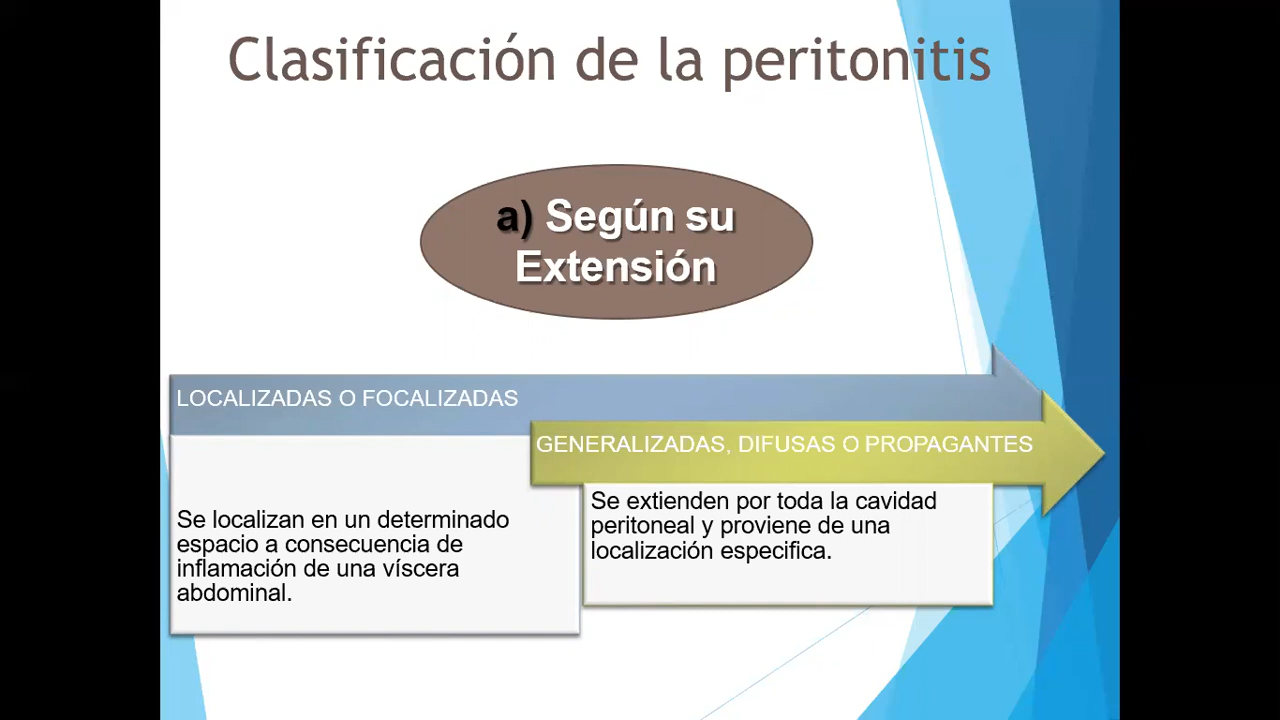 Clasificación de la peritonitis
a) Según su
Extensión
LOCALIZADAS O FOCALIZADAS
Se localizan en un determinado
espacio a consecuencia de
inflamación de una víscera
abdominal.
GENERALIZADAS, DIFUSAS O PROPAGANTES
Se extienden por toda la cavidad
peritoneal y proviene de una
localización especifica.